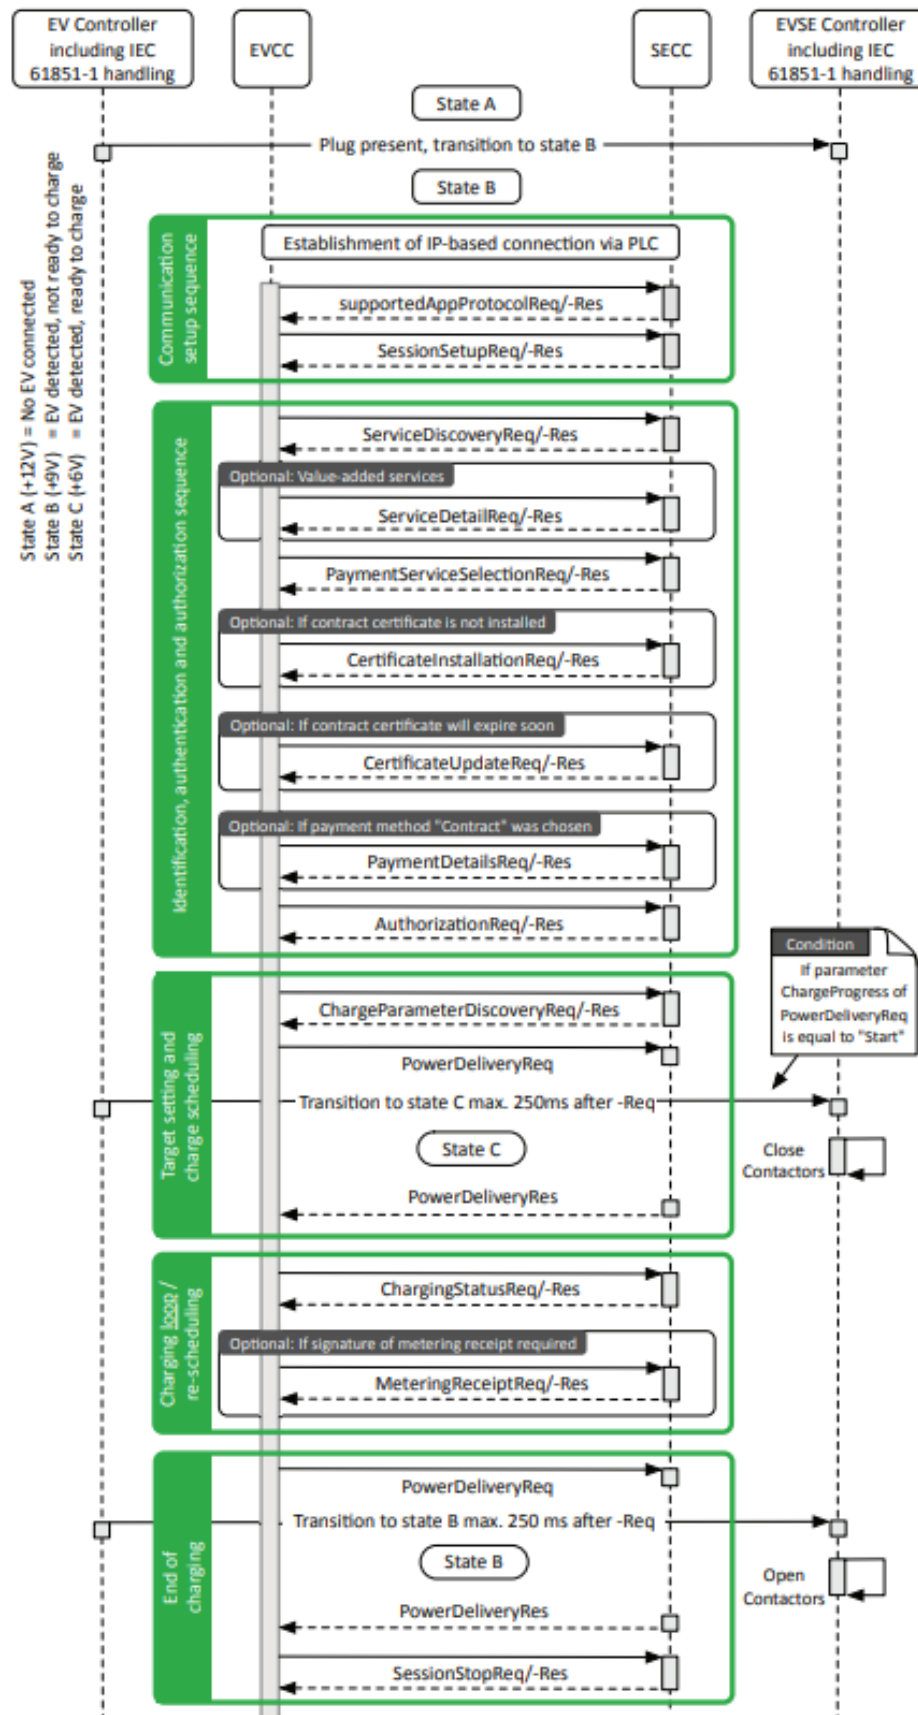 EV Controller
including IEC
61851-1 handling
EVCC
SECC
EVSE Controller
including IEC
61851-1 handling
State A
Plug present, transition to state B
State B
State A (+12V) = No EV connected
State B (+9V) = EV detected, not ready to charge
State C (+6V) = EV detected, ready to charge
Communication
setup sequence
Establishment of IP-based connection via PLC
supportedAppProtocolReq/-Res
SessionSetupReq/-Res
Identification, authentication and authorization sequence
ServiceDiscoveryReq/-Res
Optional: Value-added services
ServiceDetailReq/-Res
PaymentServiceSelectionReq/-Res
Optional: If contract certificate is not installed
CertificateInstallationReq/-Res
Optional: If contract certificate will expire soon
CertificateUpdateReq/-Res
Optional: If payment method "Contract" was chosen
PaymentDetailsReq/-Res
AuthorizationReq/-Res
Condition
If parameter
ChargeProgress of
PowerDeliveryReq
is equal to "Start"
Target setting and
charge scheduling
ChargeParameterDiscoveryReq/-Res
PowerDeliveryReq
Transition to state C max. 250ms after -Req
State C
Close
Contactors
PowerDeliveryRes
Charging loop /
re-scheduling
ChargingStatusReq/-Res
Optional: If signature of metering receipt required
MeteringReceiptReq/-Res
End of
charging
PowerDeliveryReq
Transition to state B max. 250 ms after -Req
State B
Open
Contactors
PowerDeliveryRes
SessionStopReq/-Res